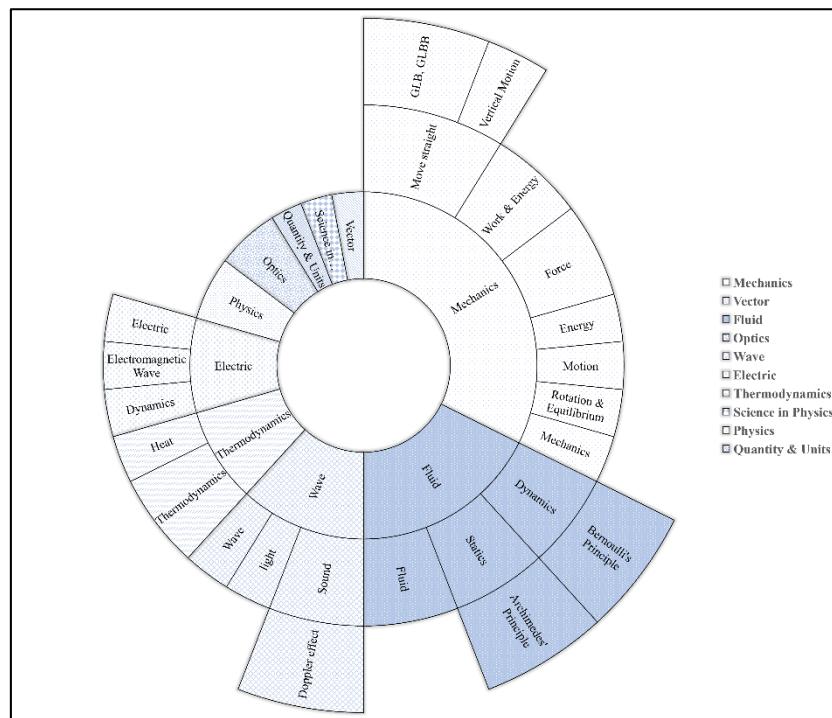 GLB, GLBB
Vertical Motion
Move straight
Work & Energy
Force
Energy
Motion
Rotation &
Equilibrium
Mechanics
Mechanics
Fluid
Dynamics
Bernoulli's
Principle
Statics
Archimedes'
Principle
Fluid
Wave
Sound
Doppler effect
light
Wave
Thermodynamics
Thermodynamics
Heat
Electric
Dynamics
Electromagnetic
Wave
Electric
Physics
Optics
Quantity & Units
Science in...
Vector
Mechanics
Vector
Fluid
Optics
Wave
Electric
Thermodynamics
Science in Physics
Physics
Quantity & Units